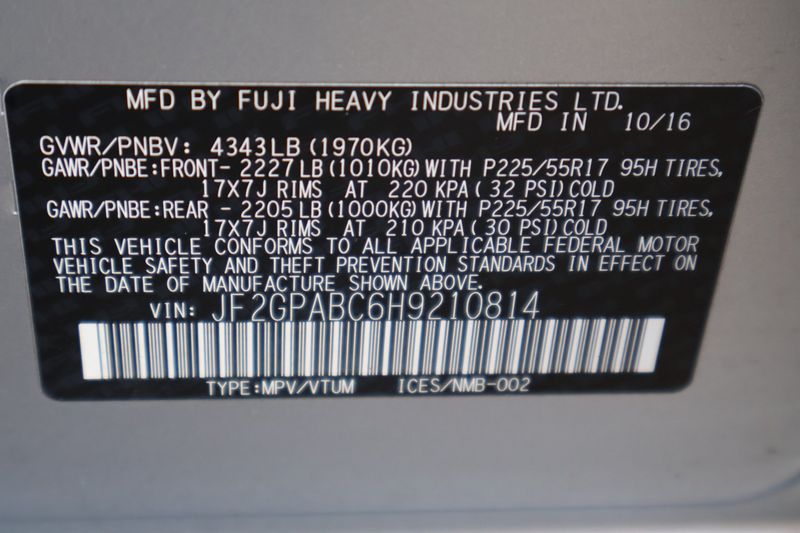 MFD BY FUJI HEAVY INDUSTRIES LTD.
MFD IN 10/16
GVWR/PNBV: 4343LB (1970KG)
GAWR/PNBE:FRONT- 2227LB (1010KG) WITH P225/55R17 95H TIRES,
17X7J RIMS AT 220 KPA (32 PSI) COLD
GAWR/PNBE:REAR - 2205LB (1000KG) WITH P225/55R17 95H TIRES,
17X7J RIMS AT 210 KPA (30 PSI) COLD
THIS VEHICLE CONFORMS TO ALL APPLICABLE FEDERAL MOTOR
VEHICLE SAFETY AND THEFT PREVENTION STANDARDS IN EFFECT ON
THE DATE OF MANUFACTURE SHOWN ABOVE.
VIN: JF2GPABC6H9210814
TYPE:MPV/VTUM ICES/NMB-002